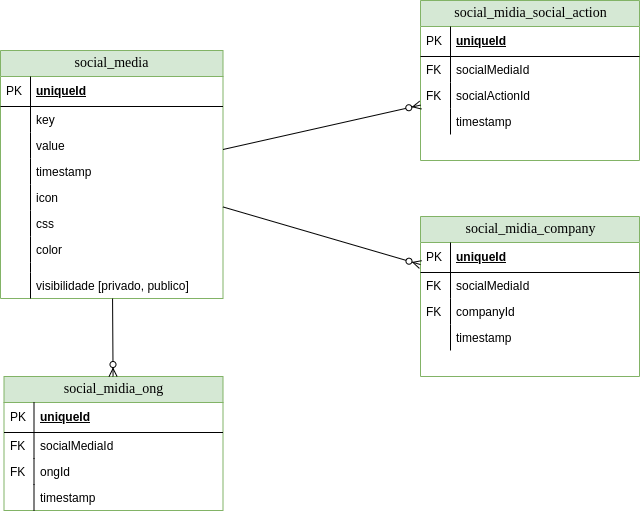 social_media
PK uniqueId
key
value
timestamp
icon
css
color
visibilidade [privado, publico]
social_midia_social_action
PK uniqueId
FK socialMediaId
FK socialActionId
timestamp
social_midia_company
PK uniqueId
FK socialMediaId
FK companyId
timestamp
social_midia_ong
PK uniqueId
FK socialMediaId
FK ongId
timestamp